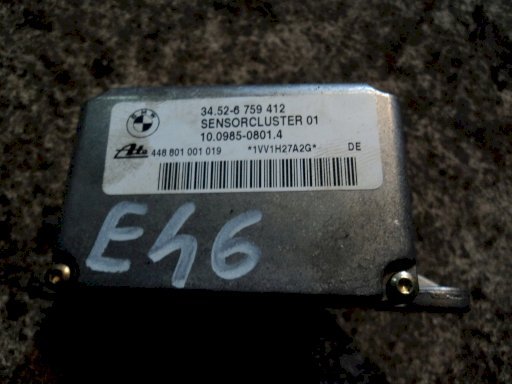 BMW
34.52-6 759 412
SENSORCLUSTER 01
10.0985-0801.4
Ate 448 801 001 019 *1VV1H27A2G* DE
E46